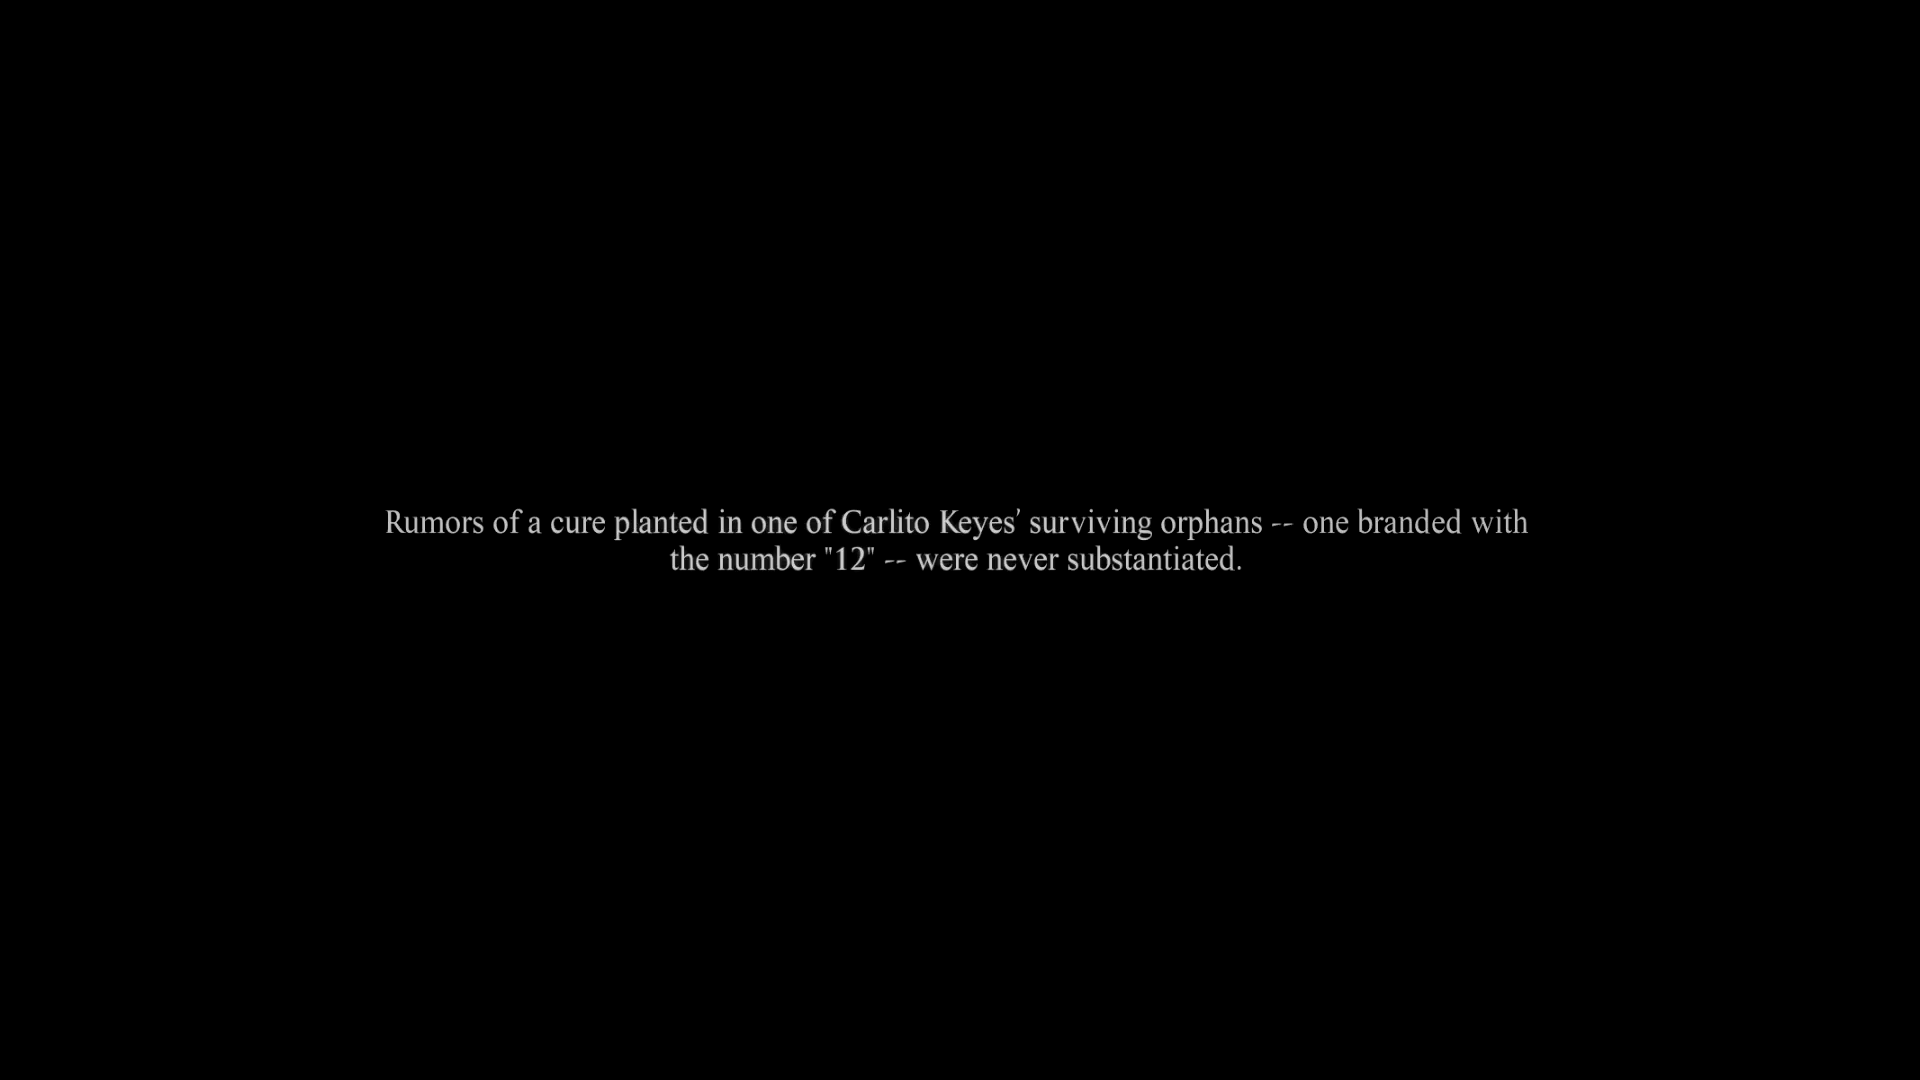 Rumors of a cure planted in one of Carlito Keyes’ surviving orphans -- one branded with
the number "12" -- were never substantiated.